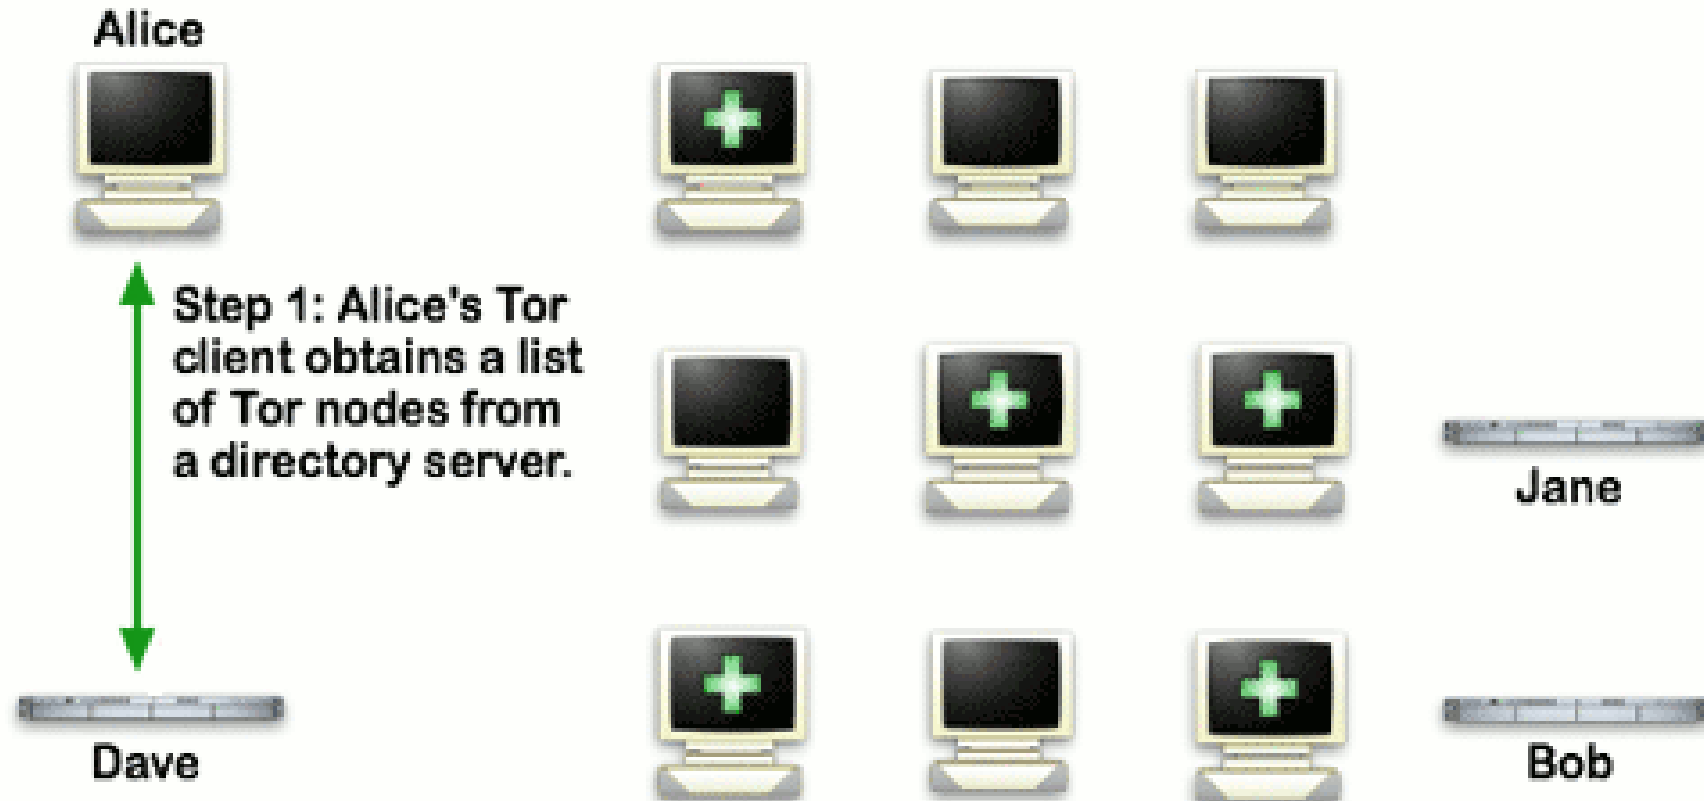 Alice
Step 1: Alice's Tor
client obtains a list
of Tor nodes from
a directory server.
Jane
Dave
Bob